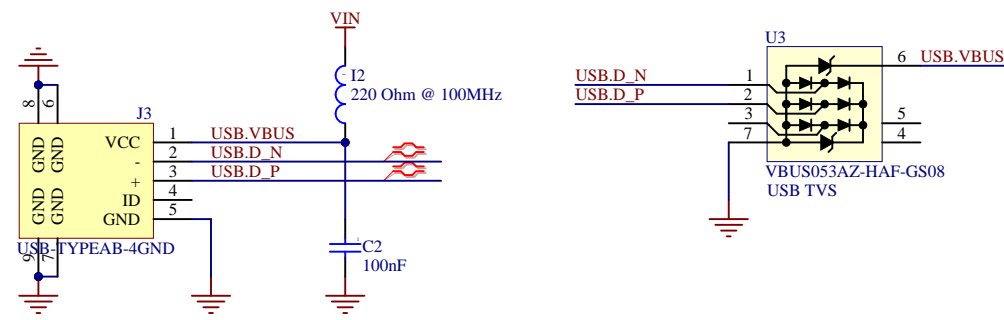 VIN
I2
220 Ohm @ 100MHz
J3
8
6
GND
GND
VCC
1
USB.VBUS
-
2
USB.D_N
+
3
USB.D_P
ID
4
GND
5
GND
GND
USB-TYPEAB-4GND
9
7
C2
100nF
U3
6
USB.VBUS
USB.D_N
1
USB.D_P
2
3
5
7
4
VBUS053AZ-HAF-GS08
USB TVS